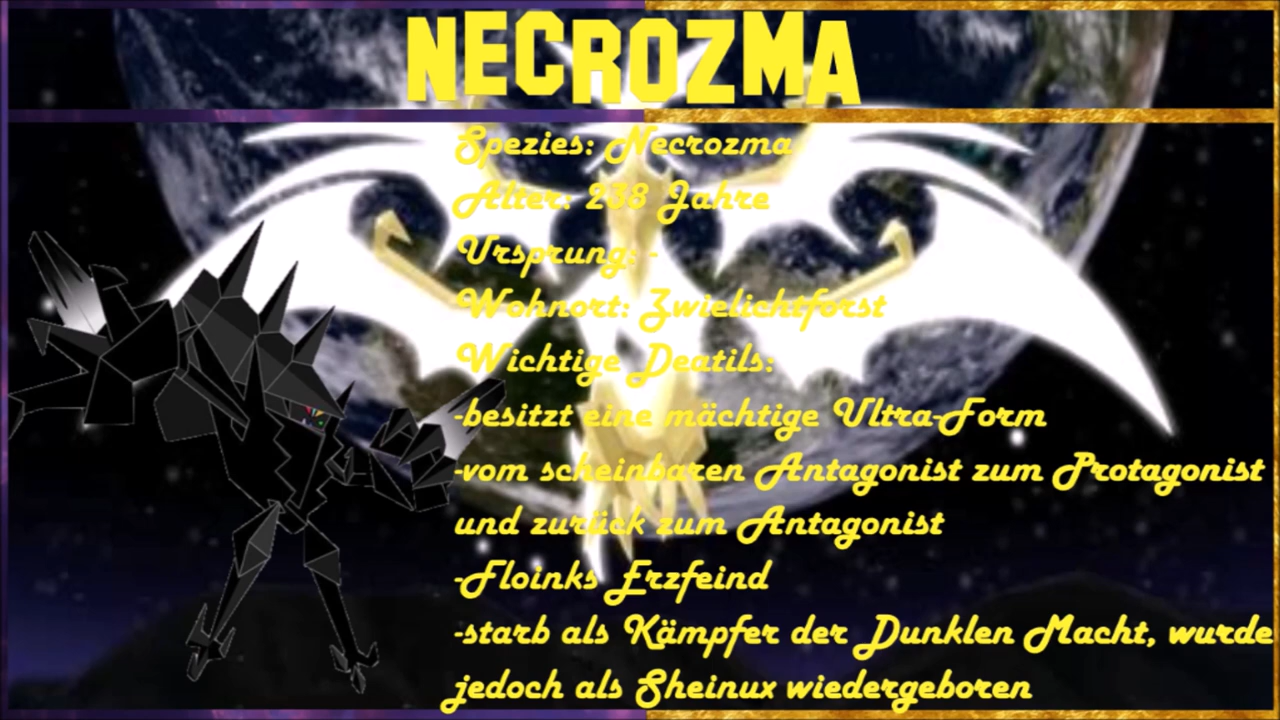 NECROZMA
Spezies: Necrozma
Alter: 238 Jahre
Ursprung: -
Wohnort: Zwielichtforst
Wichtige Deatils:
-besitzt eine mächtige Ultra-Form
-vom scheinbaren Antagonist zum Protagonist
und zurück zum Antagonist
-Floinks Erzfeind
-starb als Kämpfer der Dunklen Macht, wurde
jedoch als Sheinux wiedergeboren